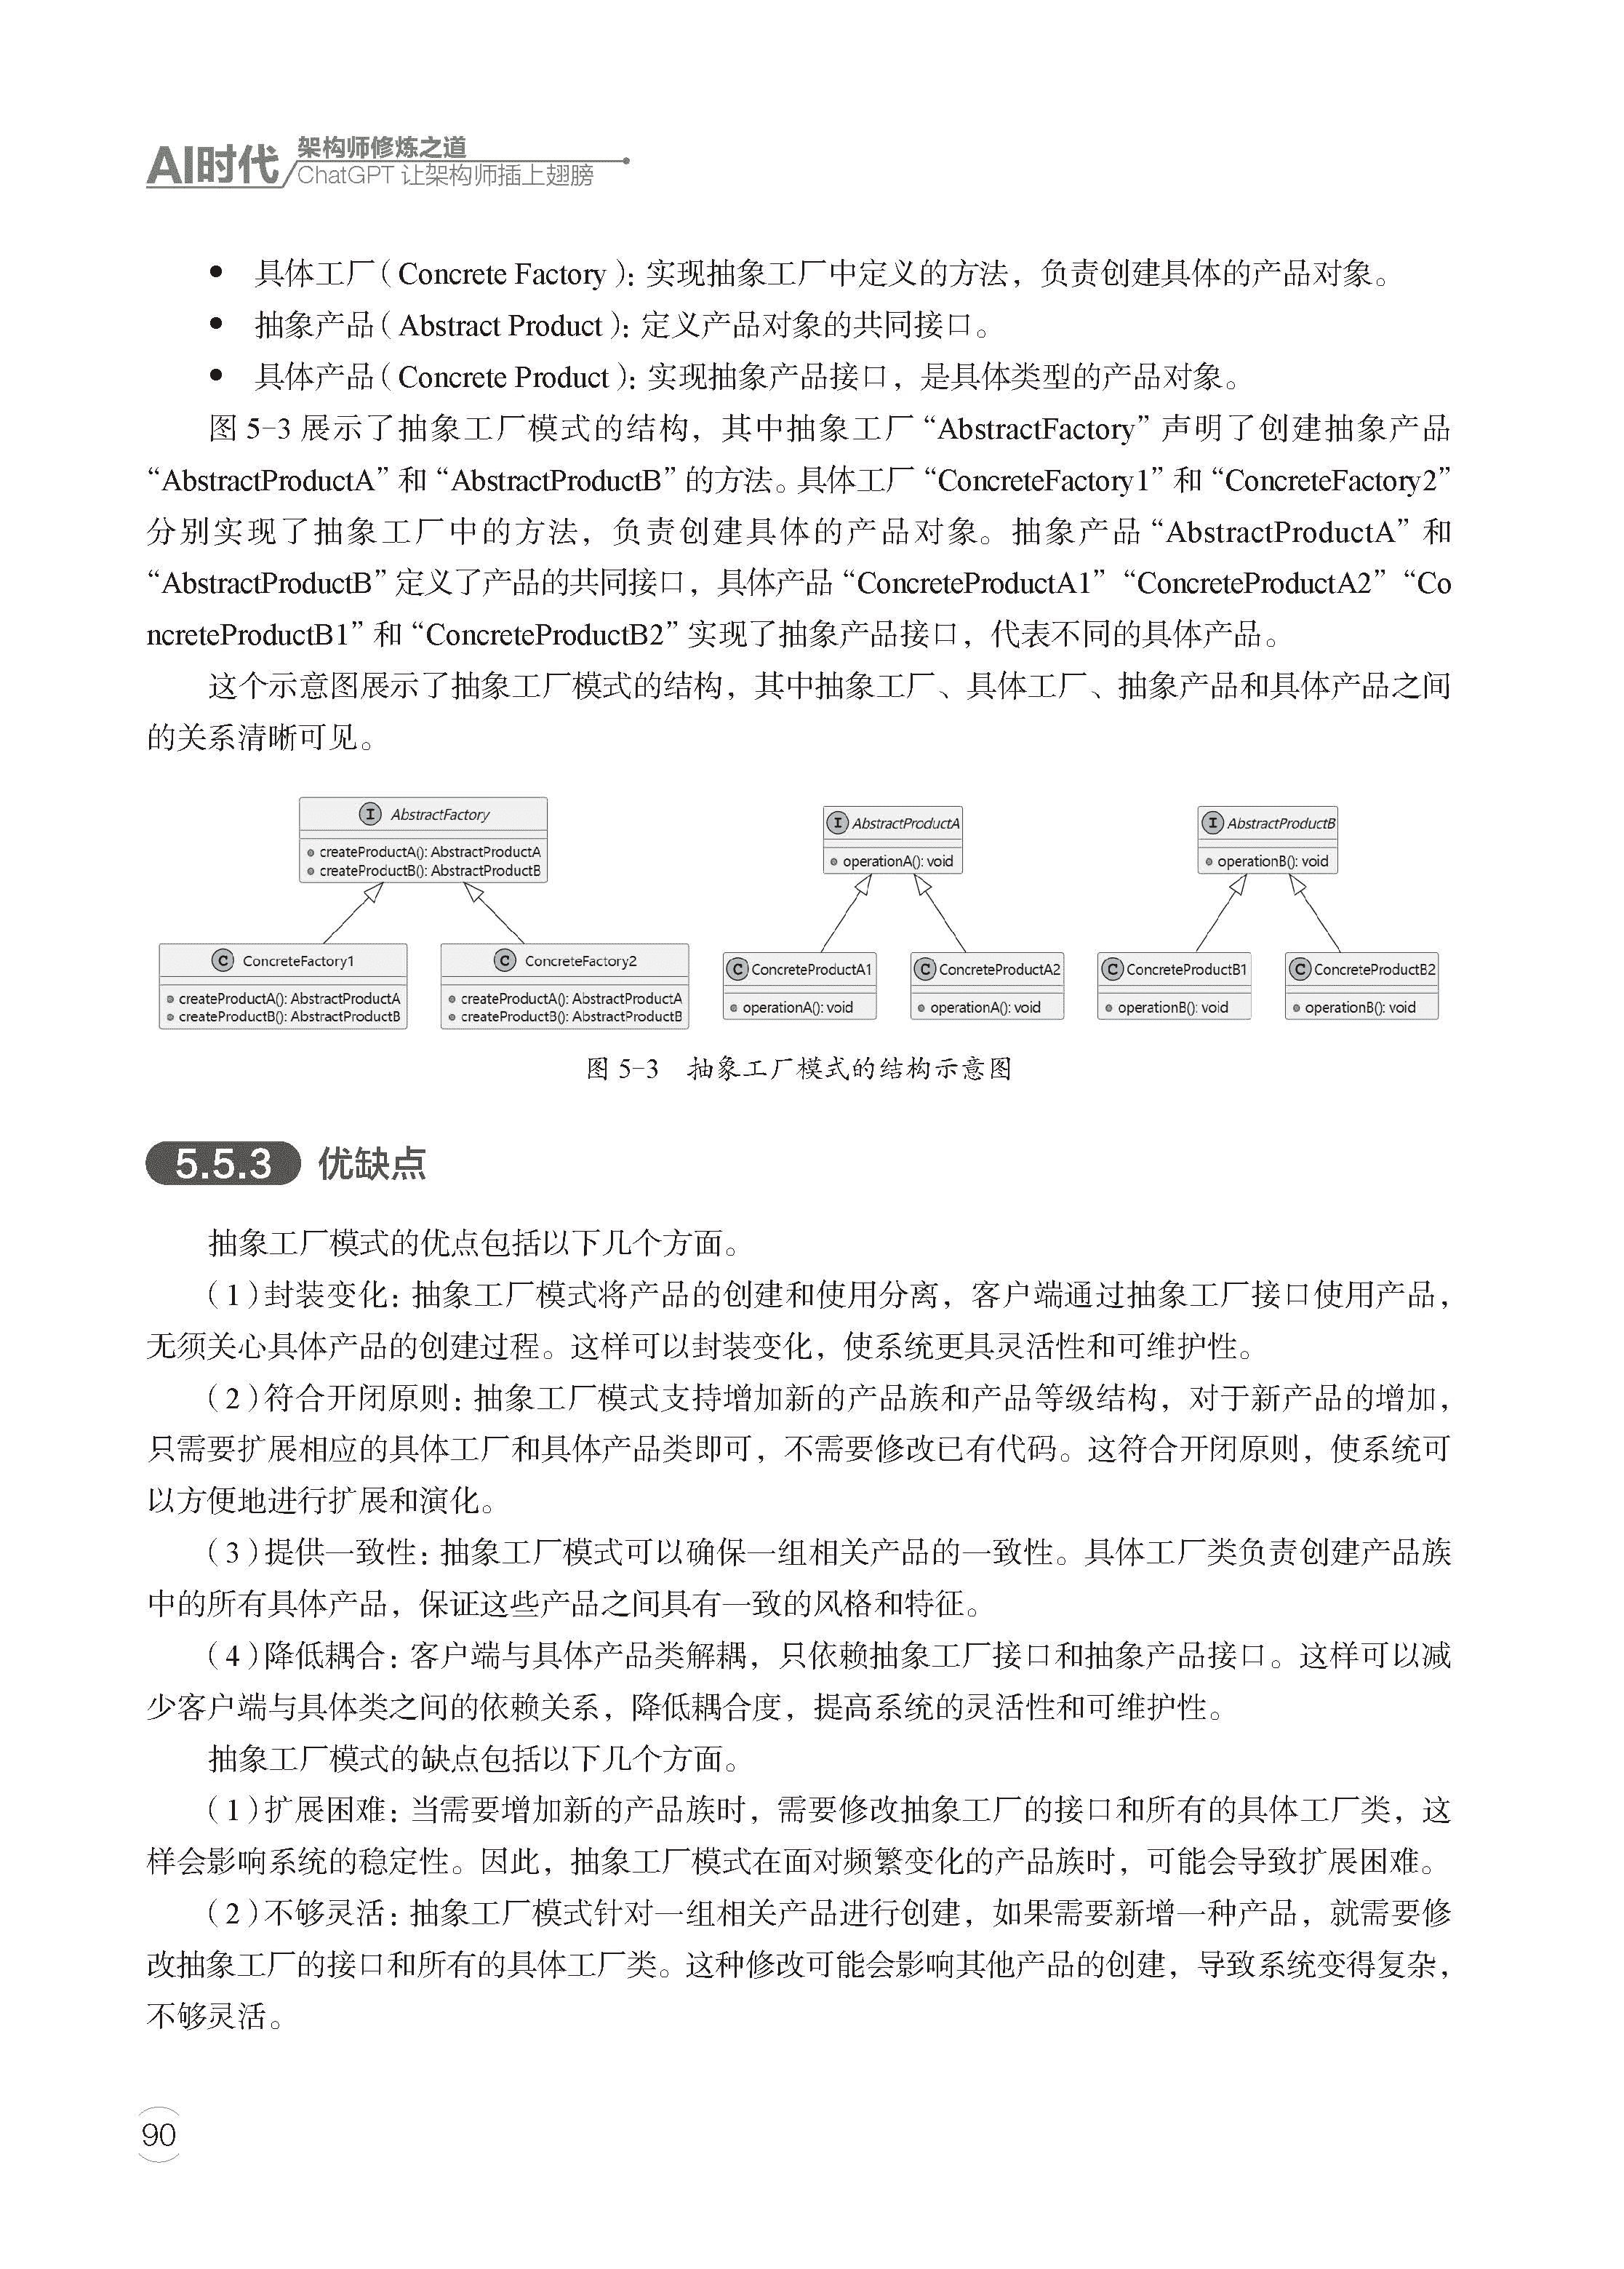 AI时代
架构师修炼之道
ChatGPT 让架构师插上翅膀
• 具体工厂（Concrete Factory）：实现抽象工厂中定义的方法，负责创建具体的产品对象。
• 抽象产品（Abstract Product）：定义产品对象的共同接口。
• 具体产品（Concrete Product）：实现抽象产品接口，是具体类型的产品对象。
图 5-3 展示了抽象工厂模式的结构，其中抽象工厂“AbstractFactory”声明了创建抽象产品
“AbstractProductA”和“AbstractProductB”的方法。具体工厂“ConcreteFactory1”和“ConcreteFactory2”
分别实现了抽象工厂中的方法，负责创建具体的产品对象。抽象产品“AbstractProductA”和
“AbstractProductB”定义了产品的共同接口，具体产品“ConcreteProductA1”“ConcreteProductA2”“Co
ncreteProductB1”和“ConcreteProductB2”实现了抽象产品接口，代表不同的具体产品。
这个示意图展示了抽象工厂模式的结构，其中抽象工厂、具体工厂、抽象产品和具体产品之间
的关系清晰可见。
I AbstractFactory
createProductA(): AbstractProductA
createProductB(): AbstractProductB
I AbstractProductA
operationA(): void
I AbstractProductB
operationB(): void
C ConcreteFactory1
createProductA(): AbstractProductA
createProductB(): AbstractProductB
C ConcreteFactory2
createProductA(): AbstractProductA
createProductB(): AbstractProductB
C ConcreteProductA1
operationA(): void
C ConcreteProductA2
operationA(): void
C ConcreteProductB1
operationB(): void
C ConcreteProductB2
operationB(): void
图 5-3 抽象工厂模式的结构示意图
5.5.3 优缺点
抽象工厂模式的优点包括以下几个方面。
（1）封装变化：抽象工厂模式将产品的创建和使用分离，客户端通过抽象工厂接口使用产品，
无须关心具体产品的创建过程。这样可以封装变化，使系统更具灵活性和可维护性。
（2）符合开闭原则：抽象工厂模式支持增加新的产品族和产品等级结构，对于新产品的增加，
只需要扩展相应的具体工厂和具体产品类即可，不需要修改已有代码。这符合开闭原则，使系统可
以方便地进行扩展和演化。
（3）提供一致性：抽象工厂模式可以确保一组相关产品的一致性。具体工厂类负责创建产品族
中的所有具体产品，保证这些产品之间具有一致的风格和特征。
（4）降低耦合：客户端与具体产品类解耦，只依赖抽象工厂接口和抽象产品接口。这样可以减
少客户端与具体类之间的依赖关系，降低耦合度，提高系统的灵活性和可维护性。
抽象工厂模式的缺点包括以下几个方面。
（1）扩展困难：当需要增加新的产品族时，需要修改抽象工厂的接口和所有的具体工厂类，这
样会影响系统的稳定性。因此，抽象工厂模式在面对频繁变化的产品族时，可能会导致扩展困难。
（2）不够灵活：抽象工厂模式针对一组相关产品进行创建，如果需要新增一种产品，就需要修
改抽象工厂的接口和所有的具体工厂类。这种修改可能会影响其他产品的创建，导致系统变得复杂，
不够灵活。
90